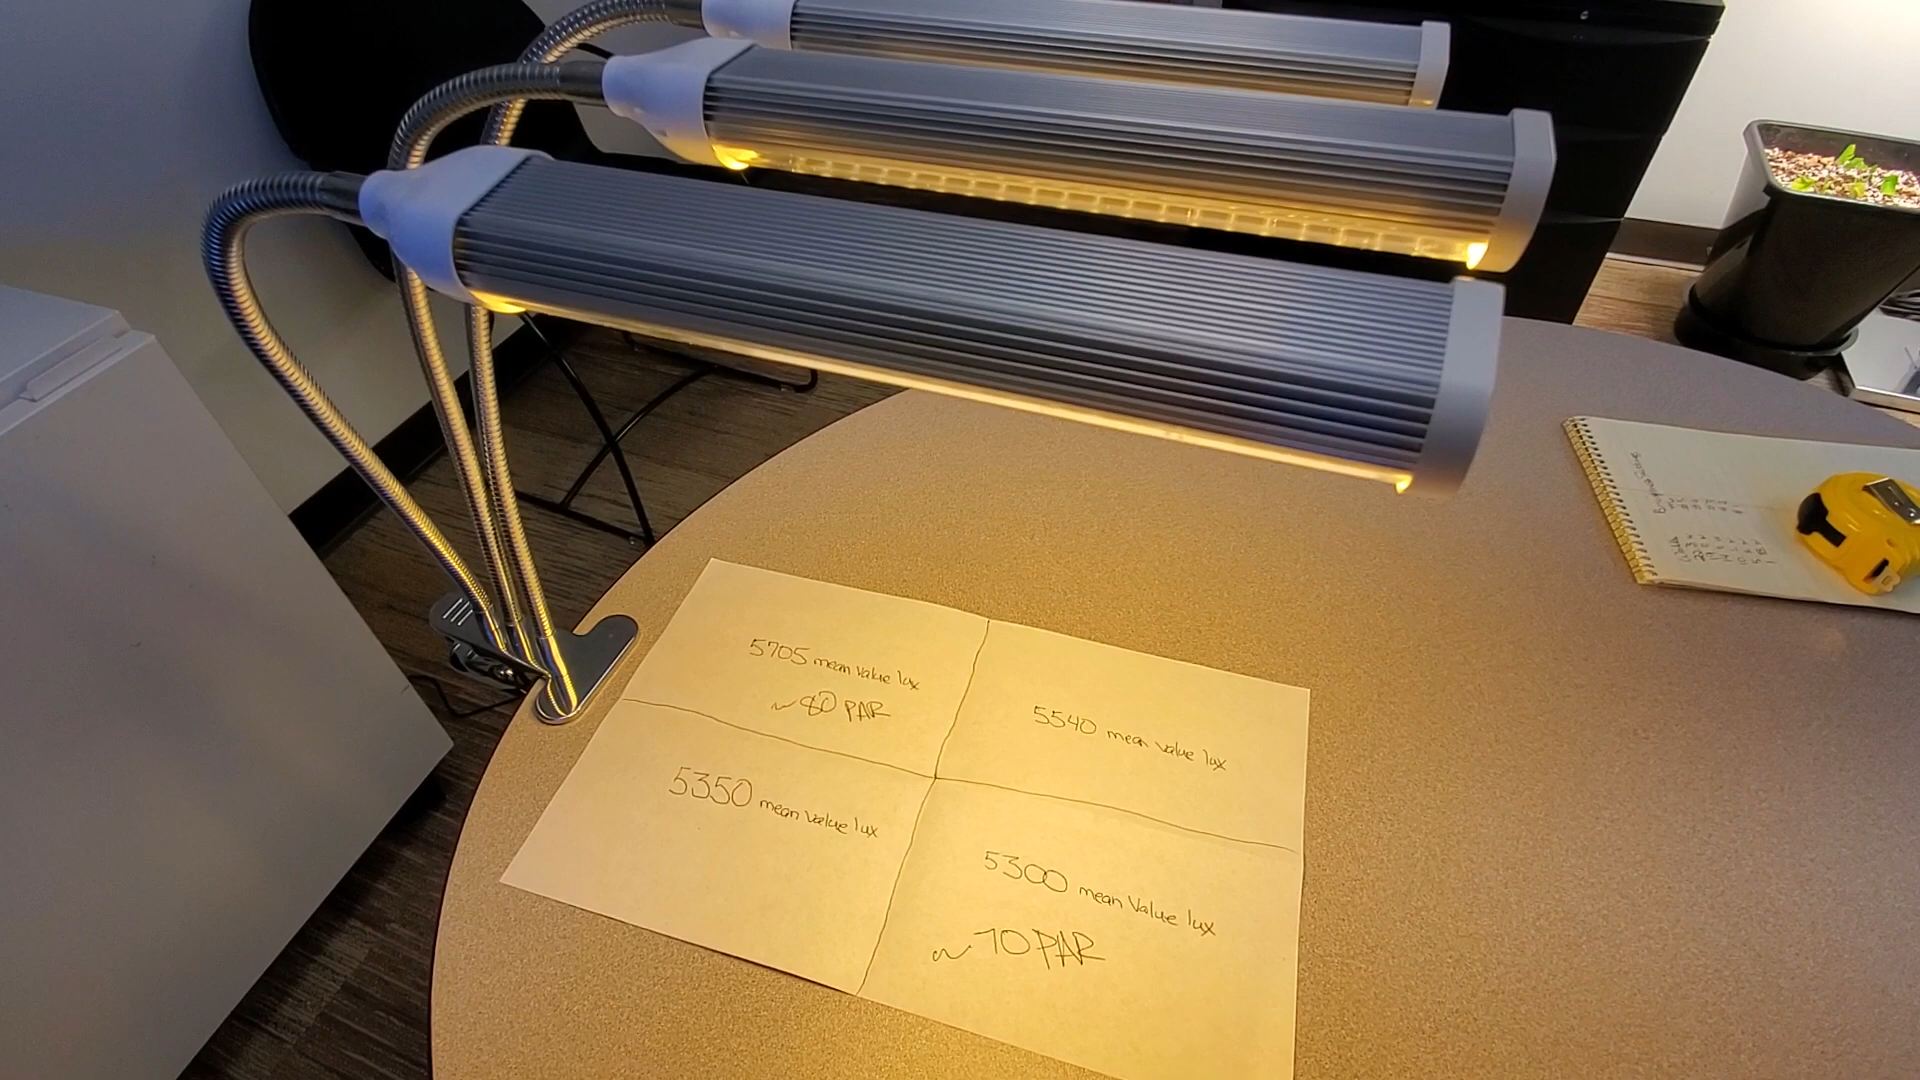 5705 mean value lux
~80 PAR
5540 mean value lux
5350 mean value lux
5300 mean value lux
~70 PAR